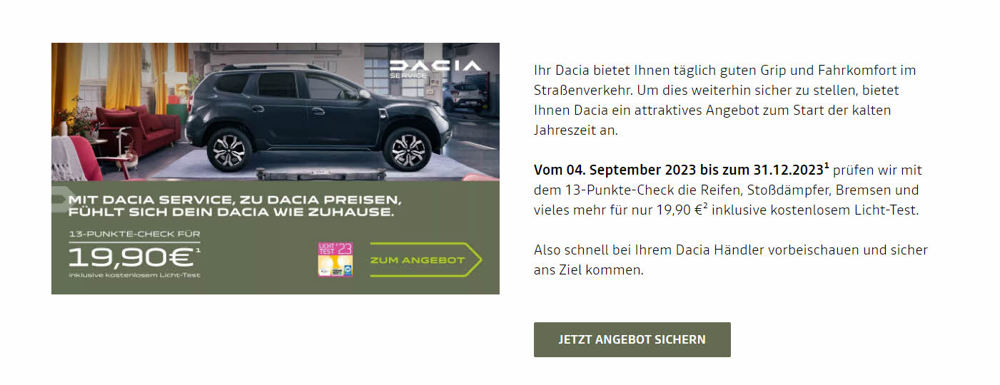 DACIA
SERVICE
MIT DACIA SERVICE, ZU DACIA PREISEN,
FÜHLT SICH DEIN DACIA WIE ZUHAUSE.
13-PUNKTE-CHECK FÜR
19,90€¹
inklusive kostenlosem Licht-Test
LICHT
TEST '23
ZUM ANGEBOT
Ihr Dacia bietet Ihnen täglich guten Grip und Fahrkomfort im
Straßenverkehr. Um dies weiterhin sicher zu stellen, bietet
Ihnen Dacia ein attraktives Angebot zum Start der kalten
Jahreszeit an.
Vom 04. September 2023 bis zum 31.12.2023¹ prüfen wir mit
dem 13-Punkte-Check die Reifen, Stoßdämpfer, Bremsen und
vieles mehr für nur 19,90 €² inklusive kostenlosem Licht-Test.
Also schnell bei Ihrem Dacia Händler vorbeischauen und sicher
ans Ziel kommen.
JETZT ANGEBOT SICHERN